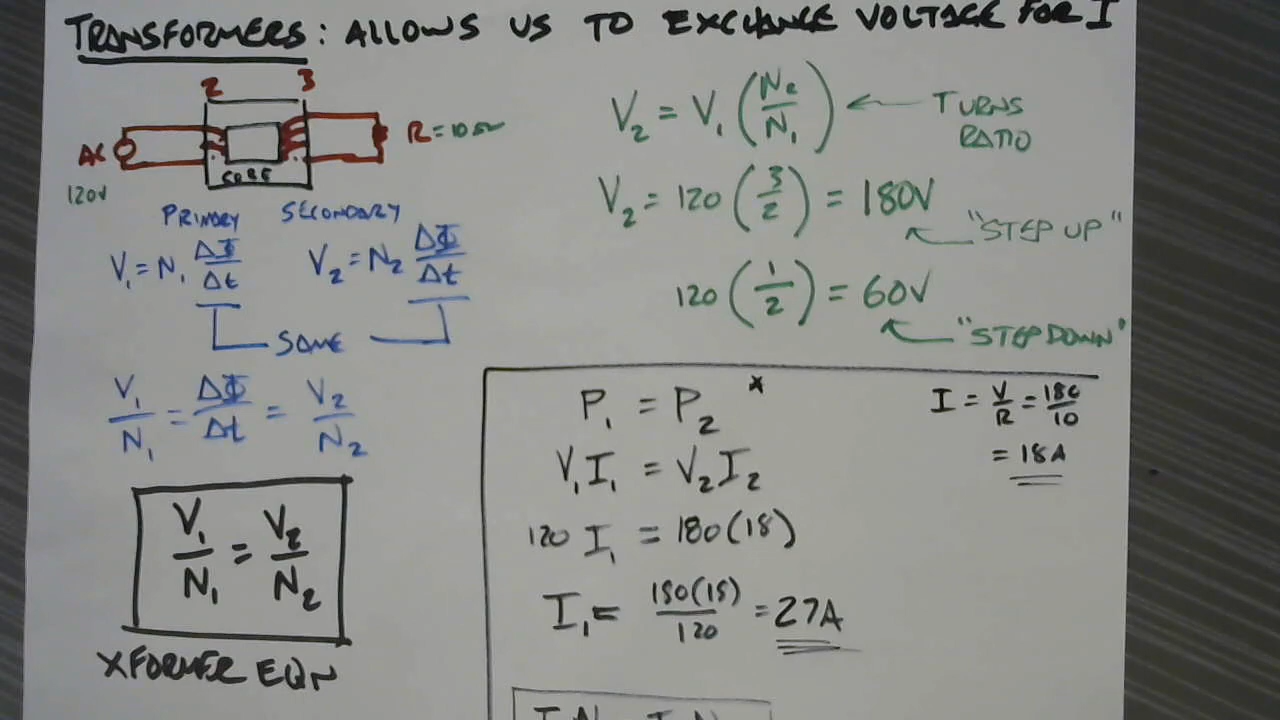 TRANSFORMERS: ALLOWS US TO EXCHANGE VOLTAGE FOR I
2 3
AC
120V
CORE
R = 10Ω
PRIMARY SECONDARY
V₁ = N₁ ΔΦ/Δt V₂ = N₂ ΔΦ/Δt
SAME
V₁/N₁ = ΔΦ/Δt = V₂/N₂
V₁/N₁ = V₂/N₂
XFORMER EQN
V₂ = V₁ (N₂/N₁) ← TURNS RATIO
V₂ = 120 (3/2) = 180V
"STEP UP"
120 (1/2) = 60V
"STEP DOWN"
P₁ = P₂ *
V₁I₁ = V₂I₂
120 I₁ = 180(18)
I₁ = 180(18)/120 = 27A
I = V/R = 180/10
= 18A